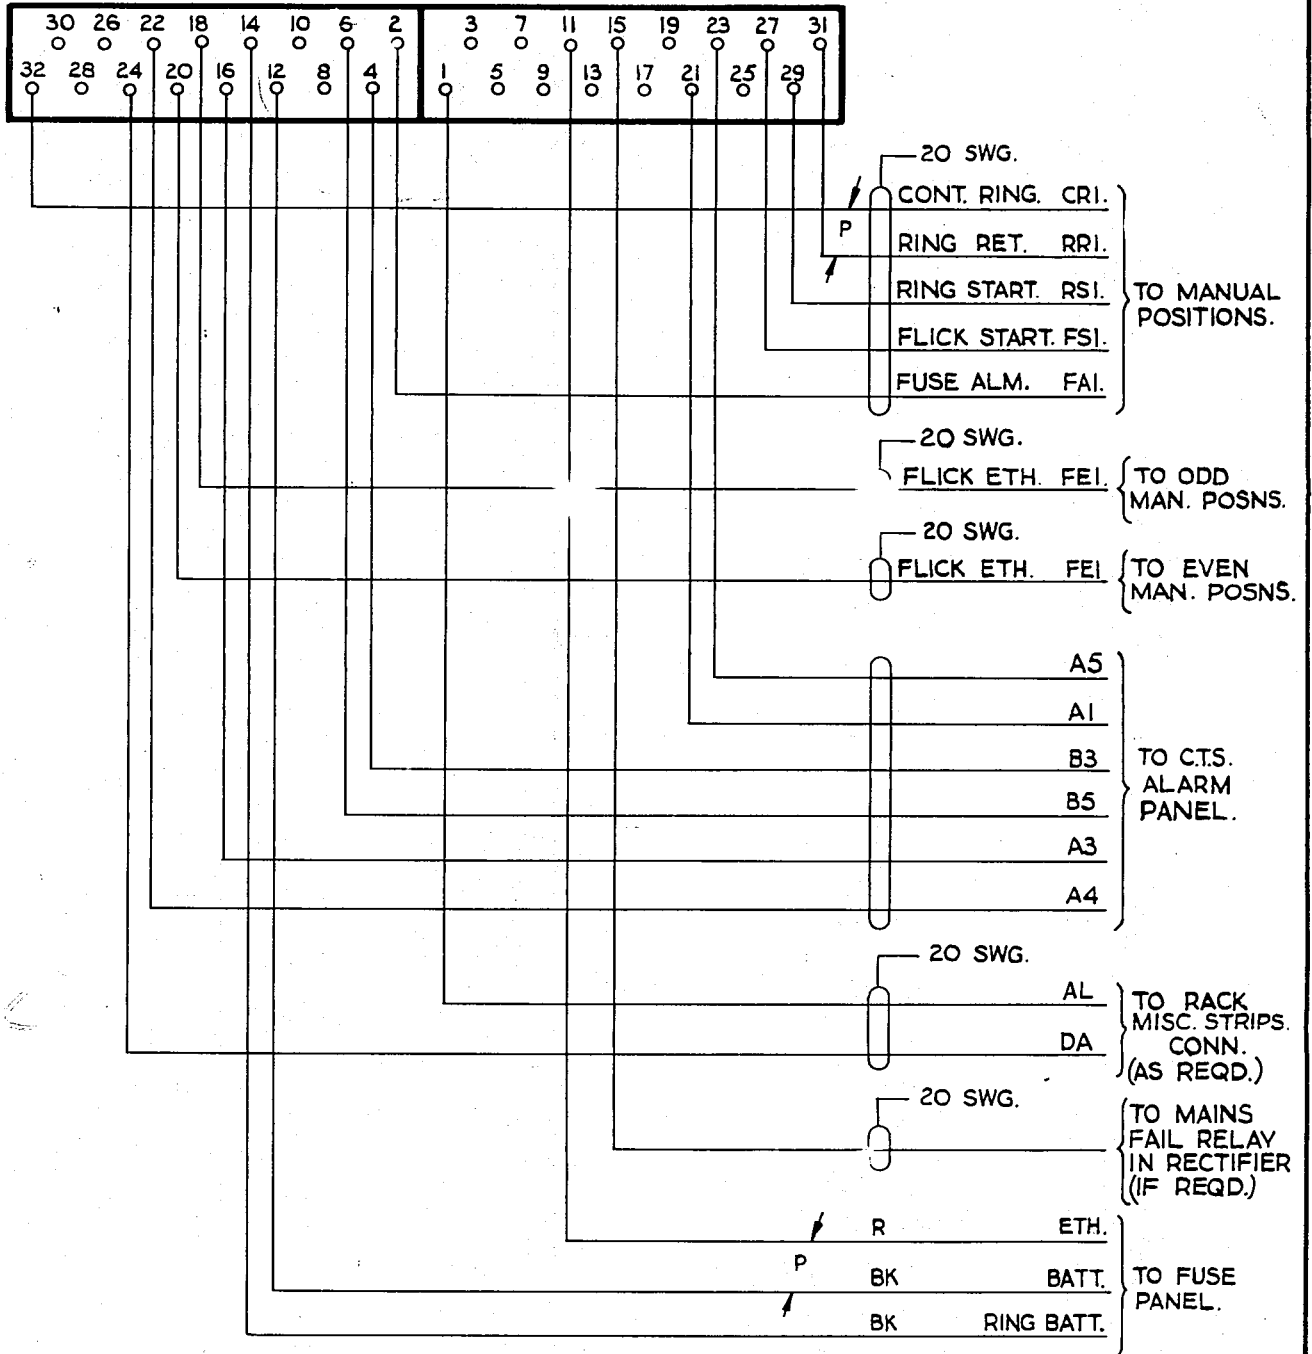 30 26 22 18 14 10 6 2 3 7 11 15 19 23 27 31
32 28 24 20 16 12 8 4 1 5 9 13 17 21 25 29
20 SWG.
CONT. RING. CR1.
P
RING RET. RR1.
RING START. RS1.
FLICK START. FS1.
FUSE ALM. FA1.
TO MANUAL
POSITIONS.
20 SWG.
FLICK ETH. FE1.
TO ODD
MAN. POSNS.
20 SWG.
FLICK ETH. FE1
TO EVEN
MAN. POSNS.
A5
A1
B3
B5
A3
A4
TO C.T.S.
ALARM
PANEL.
20 SWG.
AL
DA
TO RACK
MISC. STRIPS.
CONN.
(AS REQD.)
20 SWG.
TO MAINS
FAIL RELAY
IN RECTIFIER
(IF REQD.)
R ETH.
P
BK BATT.
BK RING BATT.
TO FUSE
PANEL.